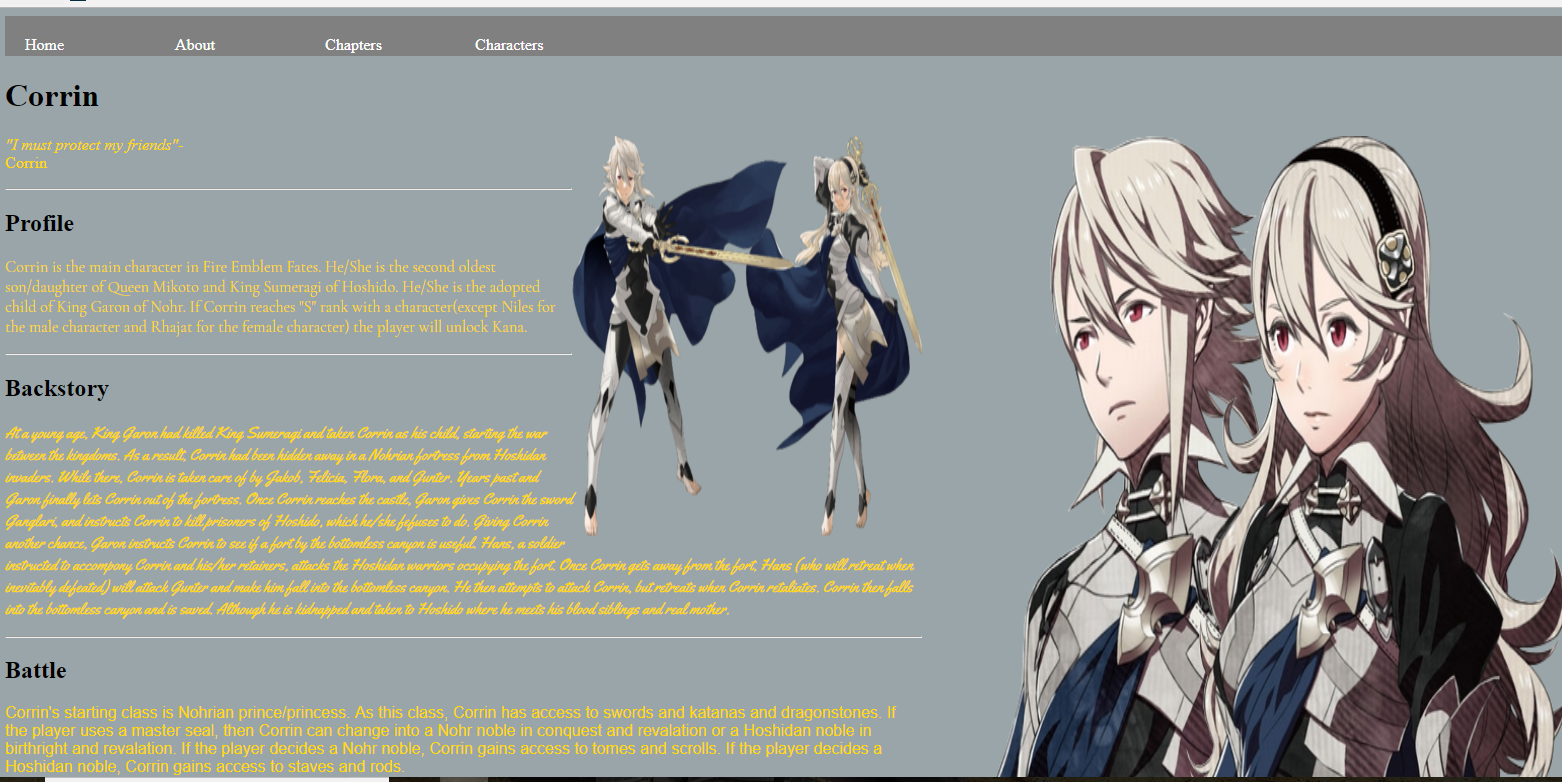 Home About Chapters Characters
Corrin
"I must protect my friends"-
Corrin
Profile
Corrin is the main character in Fire Emblem Fates. He/She is the second oldest
son/daughter of Queen Mikoto and King Sumeragi of Hoshido. He/She is the adopted
child of King Garon of Nohr. If Corrin reaches "S" rank with a character(except Niles for
the male character and Rhajat for the female character) the player will unlock Kana.
Backstory
At a young age, King Garon had killed King Sumeragi and taken Corrin as his child, starting the war
between the kingdoms. As a result, Corrin had been hidden away in a Nohrian fortress from Hoshidan
invaders. While there, Corrin is taken care of by Jakob, Felicia, Flora, and Gunter. Years past and
Garon finally lets Corrin out of the fortress. Once Corrin reaches the castle, Garon gives Corrin the sword
Ganglari, and instructs Corrin to kill prisoners of Hoshido, which he/she fefuses to do. Giving Corrin
another chance, Garon instructs Corrin to see if a fort by the bottomless canyon is useful. Hans, a soldier
instructed to accompony Corrin and his/her retainers, attacks the Hoshidan warriors occupying the fort. Once Corrin gets away from the fort, Hans (who will retreat when
inevitably defeated) will attack Gunter and make him fall into the bottomless canyon. He then attempts to attack Corrin, but retreats when Corrin retaliates. Corrin then falls
into the bottomless canyon and is saved. Although he is kidnapped and taken to Hoshido where he meets his blood siblings and real mother.
Battle
Corrin's starting class is Nohrian prince/princess. As this class, Corrin has access to swords and katanas and dragonstones. If
the player uses a master seal, then Corrin can change into a Nohr noble in conquest and revalation or a Hoshidan noble in
birthright and revalation. If the player decides a Nohr noble, Corrin gains access to tomes and scrolls. If the player decides a
Hoshidan noble, Corrin gains access to staves and rods.